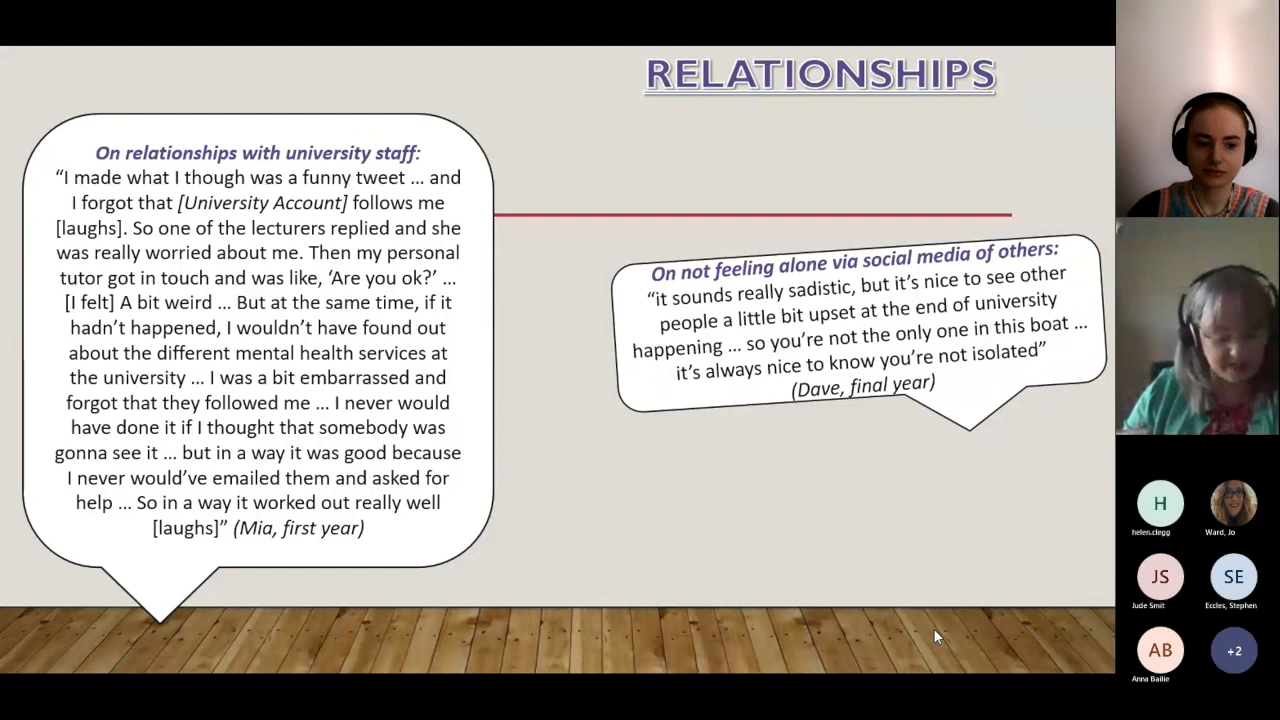 RELATIONSHIPS
On relationships with university staff:
“I made what I though was a funny tweet ... and
I forgot that [University Account] follows me
[laughs]. So one of the lecturers replied and she
was really worried about me. Then my personal
tutor got in touch and was like, ‘Are you ok?’ ...
[I felt] A bit weird ... But at the same time, if it
hadn’t happened, I wouldn’t have found out
about the different mental health services at
the university ... I was a bit embarrassed and
forgot that they followed me ... I never would
have done it if I thought that somebody was
gonna see it ... but in a way it was good because
I never would’ve emailed them and asked for
help ... So in a way it worked out really well
[laughs]” (Mia, first year)
On not feeling alone via social media of others:
“it sounds really sadistic, but it’s nice to see other
people a little bit upset at the end of university
happening ... so you’re not the only one in this boat ...
it’s always nice to know you’re not isolated”
(Dave, final year)
H
helen.clegg
Ward, Jo
JS
Jude Smit
SE
Eccles, Stephen
AB
Anna Bailie
+2